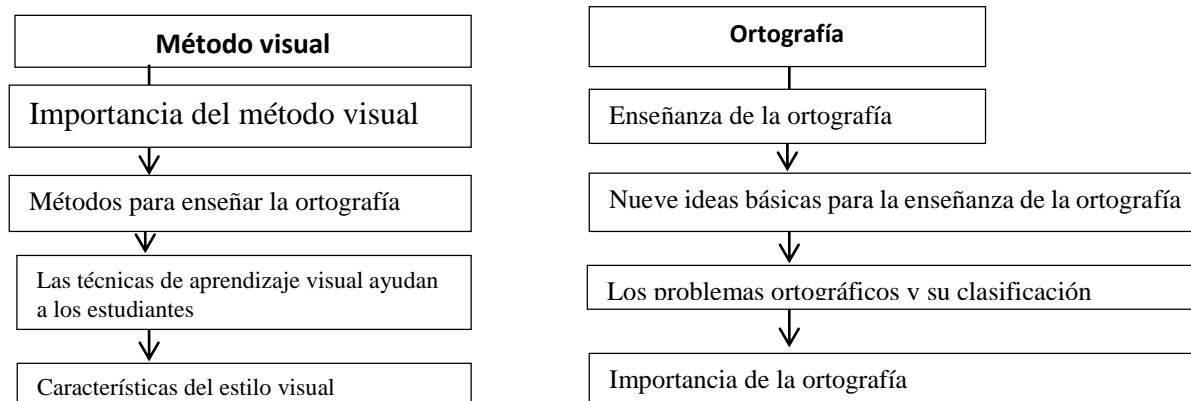 Método visual
Importancia del método visual
Métodos para enseñar la ortografía
Las técnicas de aprendizaje visual ayudan
a los estudiantes
Características del estilo visual
Ortografía
Enseñanza de la ortografía
Nueve ideas básicas para la enseñanza de la ortografía
Los problemas ortográficos y su clasificación
Importancia de la ortografía